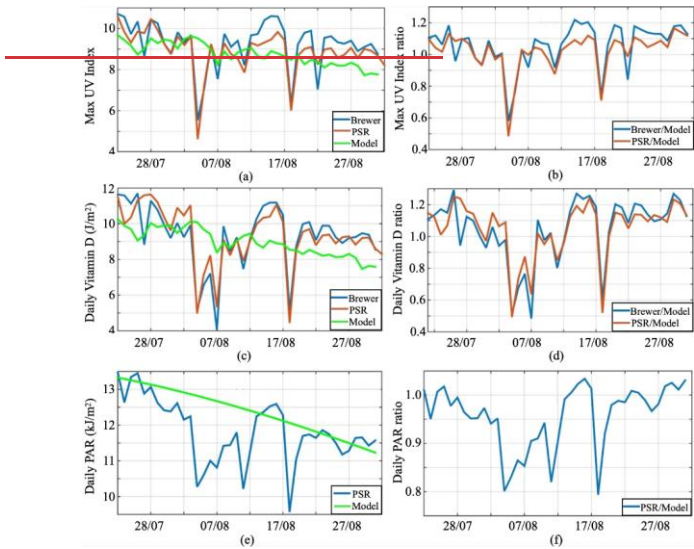 Max UV Index
10
8
6
4
Brewer
PSR
Model
28/07 07/08 17/08 27/08
(a)
Max UV Index ratio
1.2
1.0
0.8
0.6
0.4
Brewer/Model
PSR/Model
28/07 07/08 17/08 27/08
(b)
Daily Vitamin D (J/m²)
12
10
8
6
4
Brewer
PSR
Model
28/07 07/08 17/08 27/08
(c)
Daily Vitamin D ratio
1.2
1.0
0.8
0.6
0.4
Brewer/Model
PSR/Model
28/07 07/08 17/08 27/08
(d)
Daily PAR (kJ/m²)
13
12
11
10
PSR
Model
28/07 07/08 17/08 27/08
(e)
Daily PAR ratio
1.0
0.9
0.8
PSR/Model
28/07 07/08 17/08 27/08
(f)